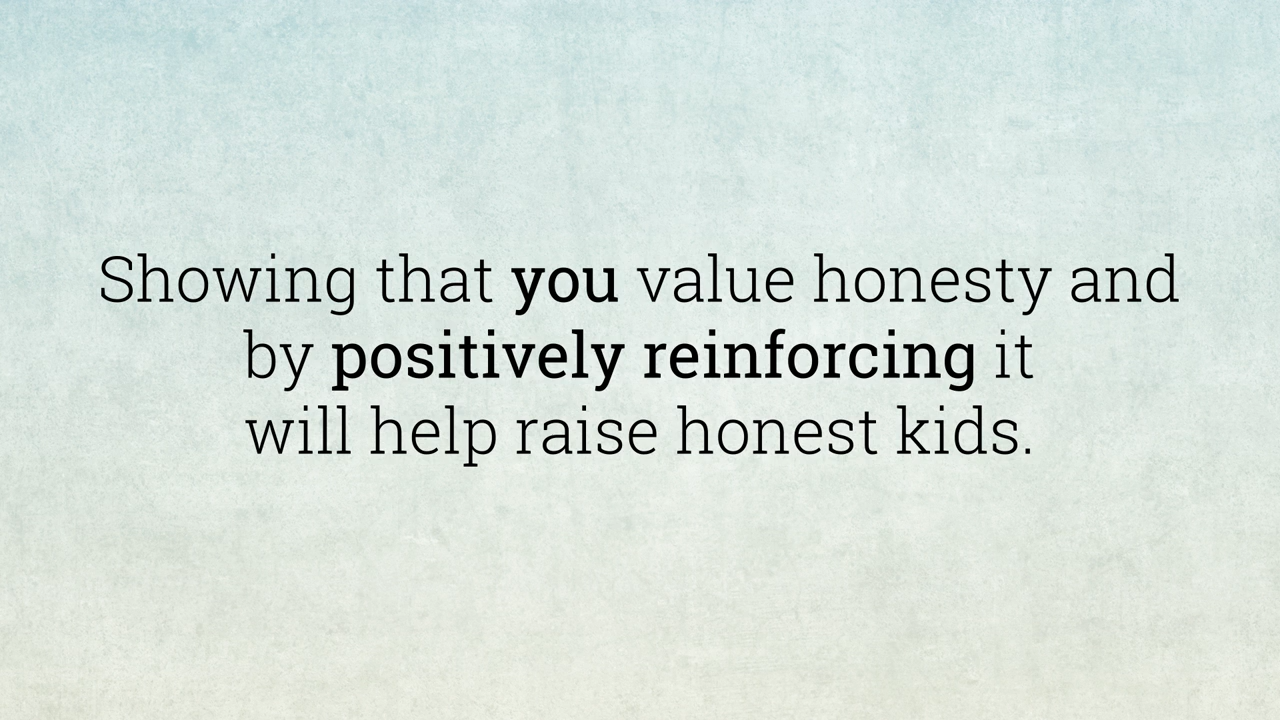 Showing that you value honesty and
by positively reinforcing it
will help raise honest kids.